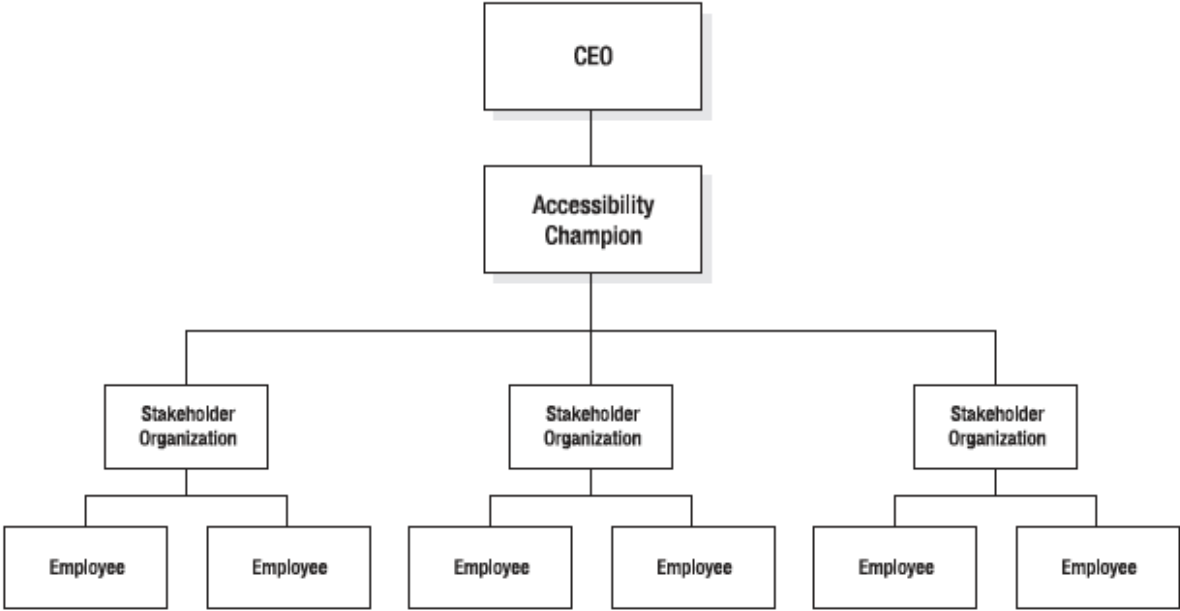 CEO
Accessibility
Champion
Stakeholder
Organization
Stakeholder
Organization
Stakeholder
Organization
Employee
Employee
Employee
Employee
Employee
Employee